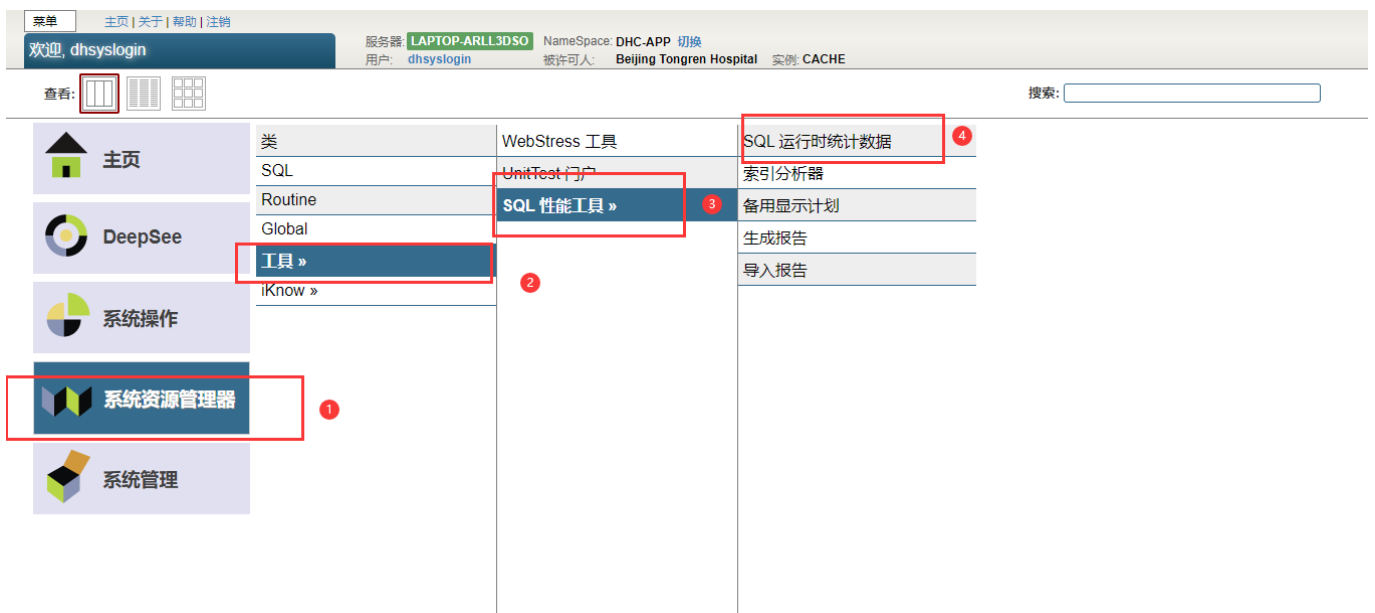 菜单 主页 | 关于 | 帮助 | 注销
欢迎, dhsyslogin
服务器: LAPTOP-ARLL3DSO NameSpace: DHC-APP 切换
用户: dhsyslogin 被许可人: Beijing Tongren Hospital 实例: CACHE
查看:
搜索:
主页
DeepSee
系统操作
系统资源管理器
1
系统管理
类
SQL
Routine
Global
工具 »
2
iKnow »
WebStress 工具
UnitTest 门户
SQL 性能工具 »
3
SQL 运行时统计数据
4
索引分析器
备用显示计划
生成报告
导入报告